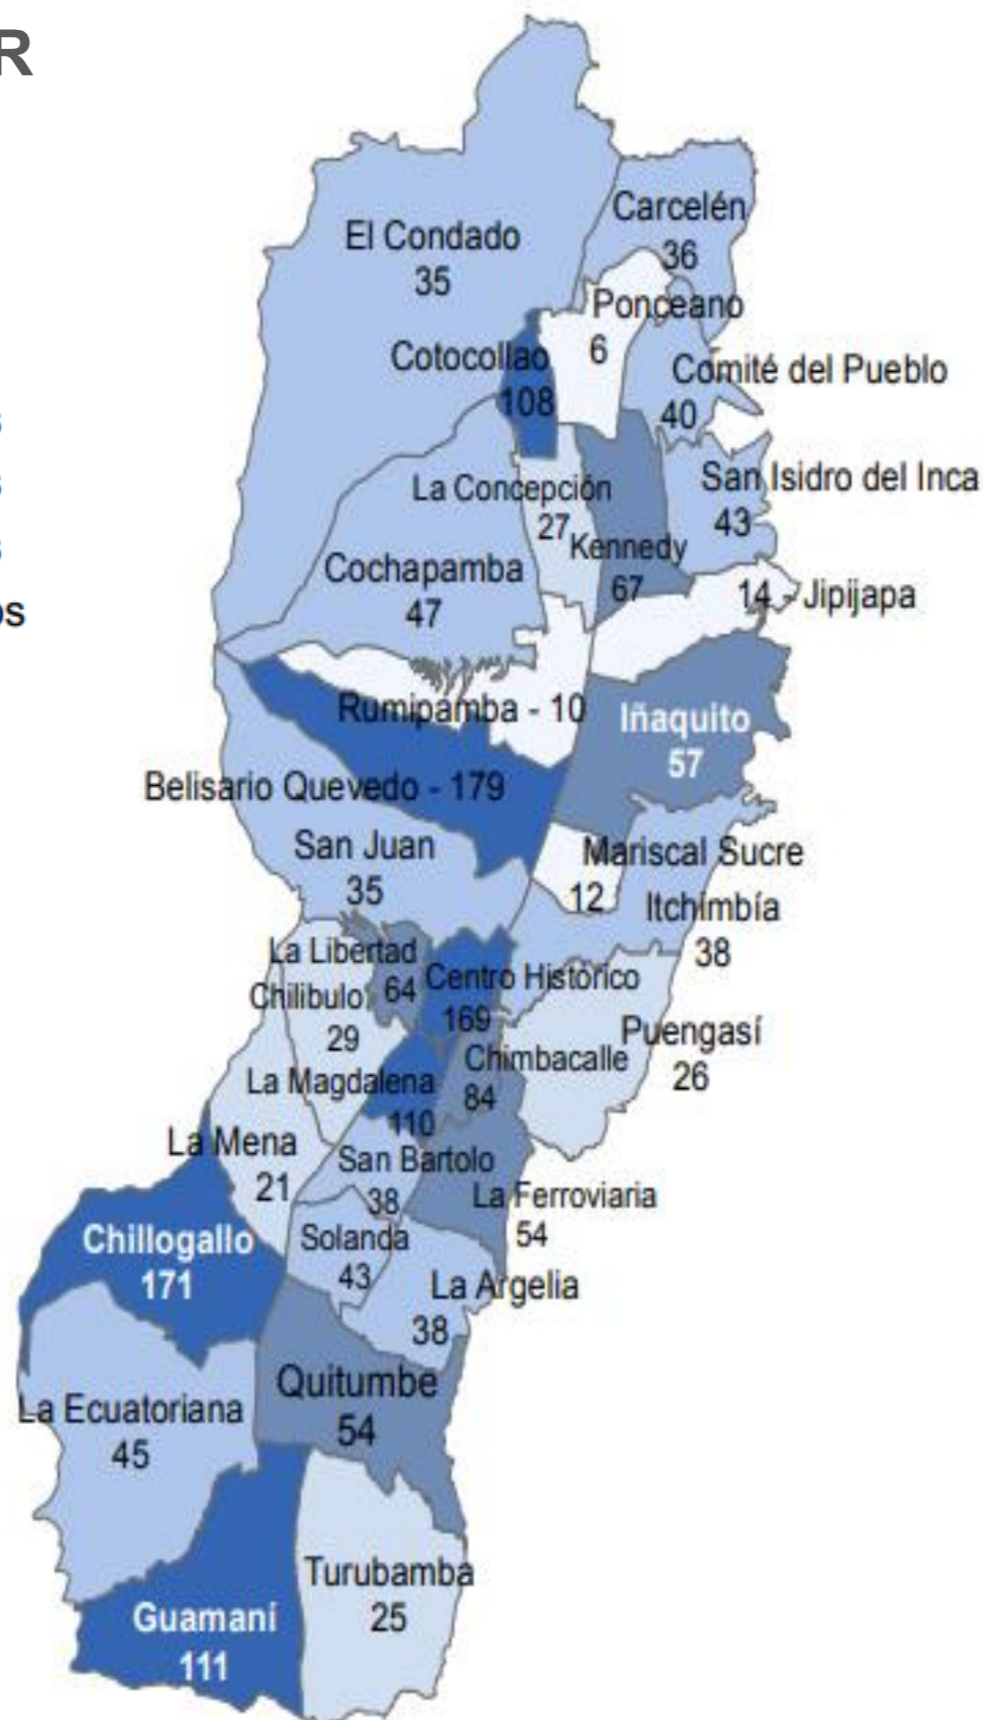 R
El Condado
35
Carcelén
36
Ponceano
6
Cotocollao
108
Comité del Pueblo
40
La Concepción
27
San Isidro del Inca
43
Kennedy
67
Cochapamba
47
14 - Jipijapa
Rumipamba - 10
Iñaquito
57
Belisario Quevedo - 179
San Juan
35
Mariscal Sucre
12
Itchimbía
38
La Libertad
64
Centro Histórico
169
Chilibulo
29
Puengasí
26
Chimbacalle
84
La Magdalena
110
La Mena
21
San Bartolo
38
La Ferroviaria
54
Chillogallo
171
Solanda
43
La Argelia
38
Quitumbe
54
La Ecuatoriana
45
Turubamba
25
Guamaní
111